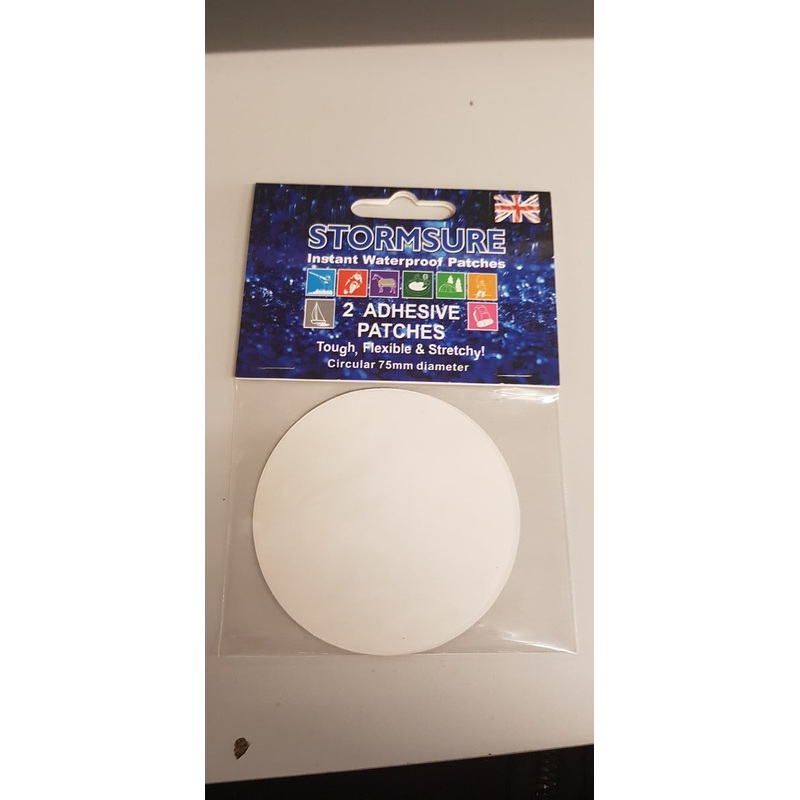 STORMSURE
Instant Waterproof Patches
2 ADHESIVE
PATCHES
Tough, Flexible & Stretchy!
Circular 75mm diameter